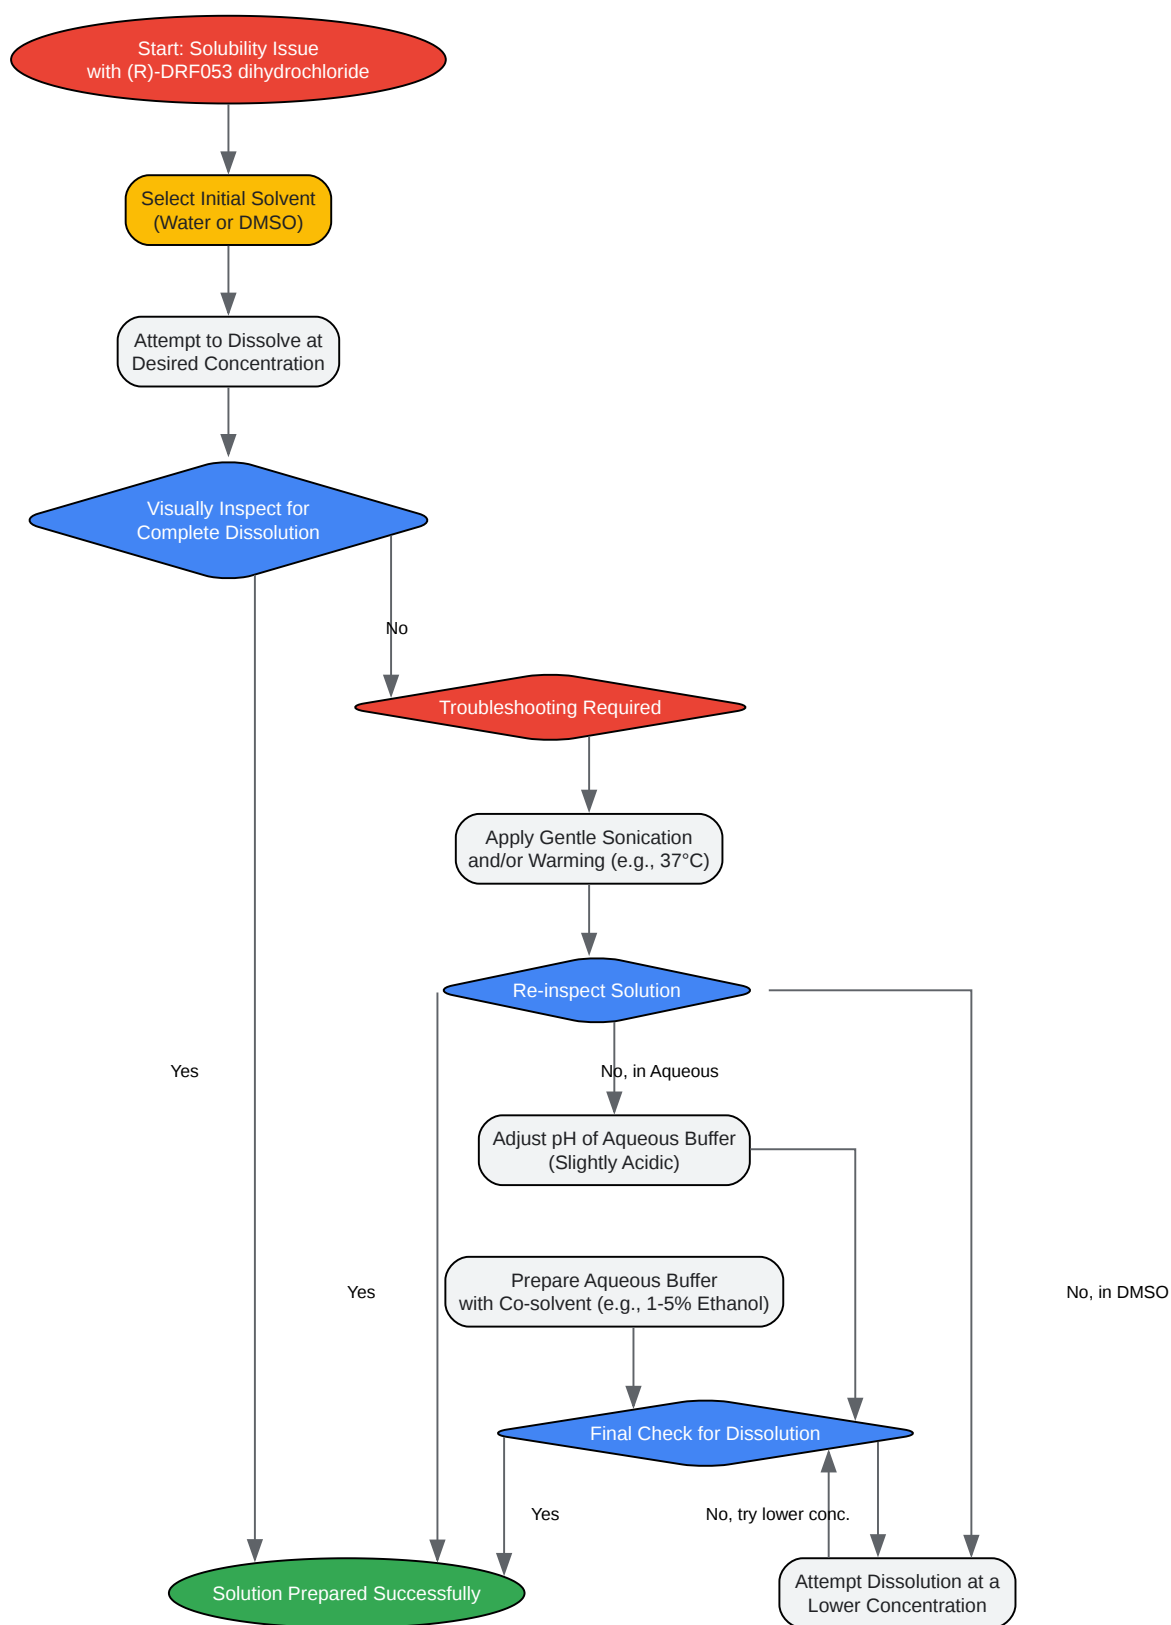 Start: Solubility Issue
with (R)-DRF053 dihydrochloride
Select Initial Solvent
(Water or DMSO)
Attempt to Dissolve at
Desired Concentration
Visually Inspect for
Complete Dissolution
No
Troubleshooting Required
Apply Gentle Sonication
and/or Warming (e.g., 37°C)
Re-inspect Solution
Yes
No, in Aqueous
Adjust pH of Aqueous Buffer
(Slightly Acidic)
Prepare Aqueous Buffer
with Co-solvent (e.g., 1-5% Ethanol)
Yes
No, in DMSO
Final Check for Dissolution
Yes
No, try lower conc.
Solution Prepared Successfully
Attempt Dissolution at a
Lower Concentration